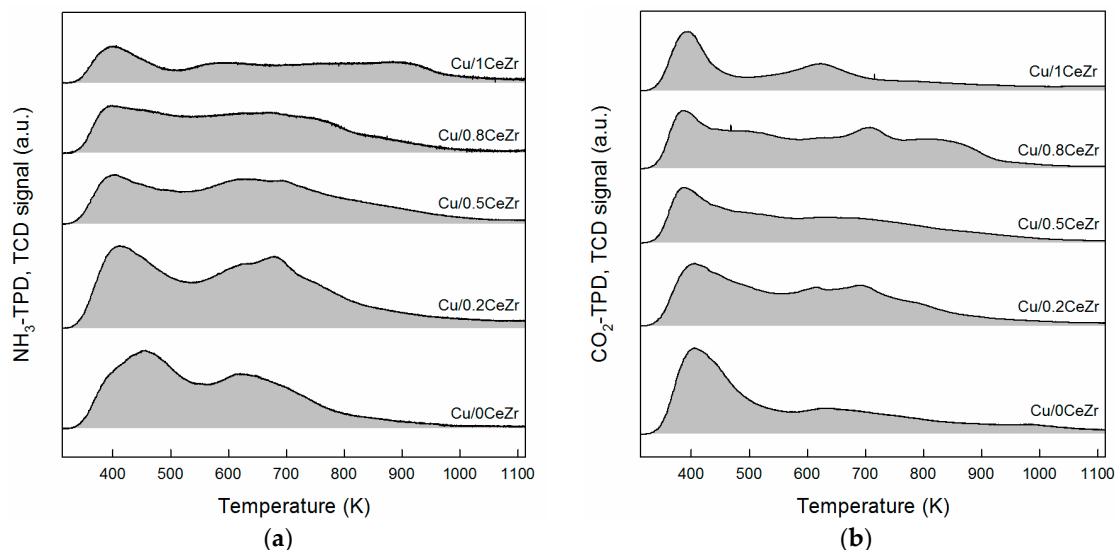 NH₃-TPD, TCD signal (a.u.)
Cu/1CeZr
Cu/0.8CeZr
Cu/0.5CeZr
Cu/0.2CeZr
Cu/0CeZr
400 500 600 700 800 900 1000 1100
Temperature (K)
(a)
CO₂-TPD, TCD signal (a.u.)
Cu/1CeZr
Cu/0.8CeZr
Cu/0.5CeZr
Cu/0.2CeZr
Cu/0CeZr
400 500 600 700 800 900 1000 1100
Temperature (K)
(b)